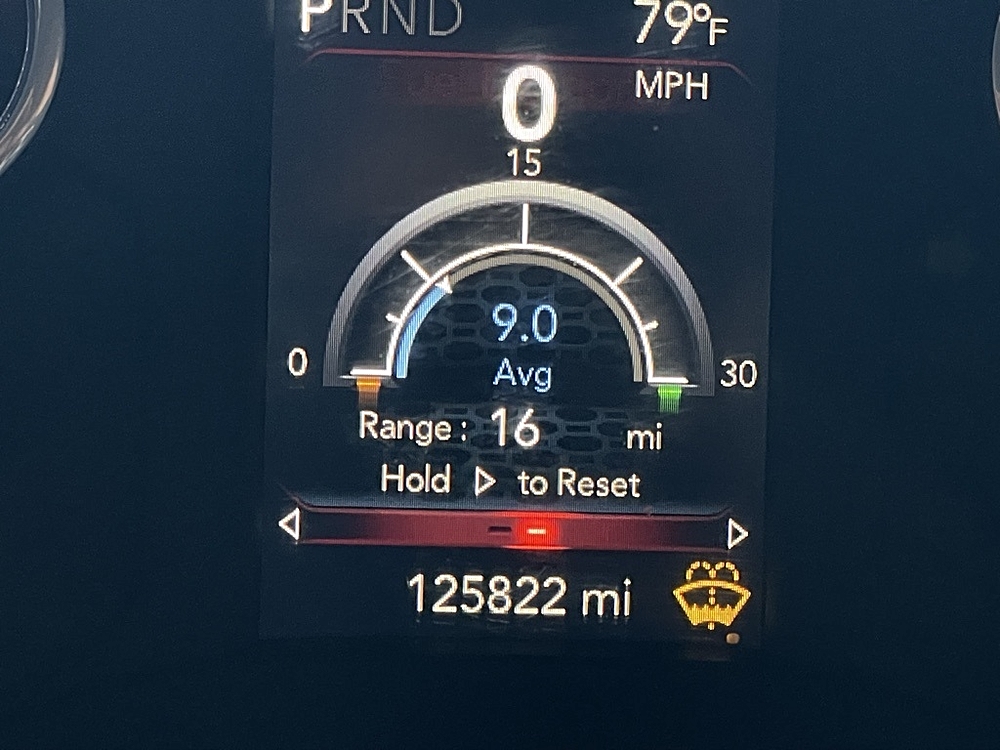 PRND 79°F
0 MPH
15
9.0
Avg
0 30
Range : 16 mi
Hold ▷ to Reset
125822 mi